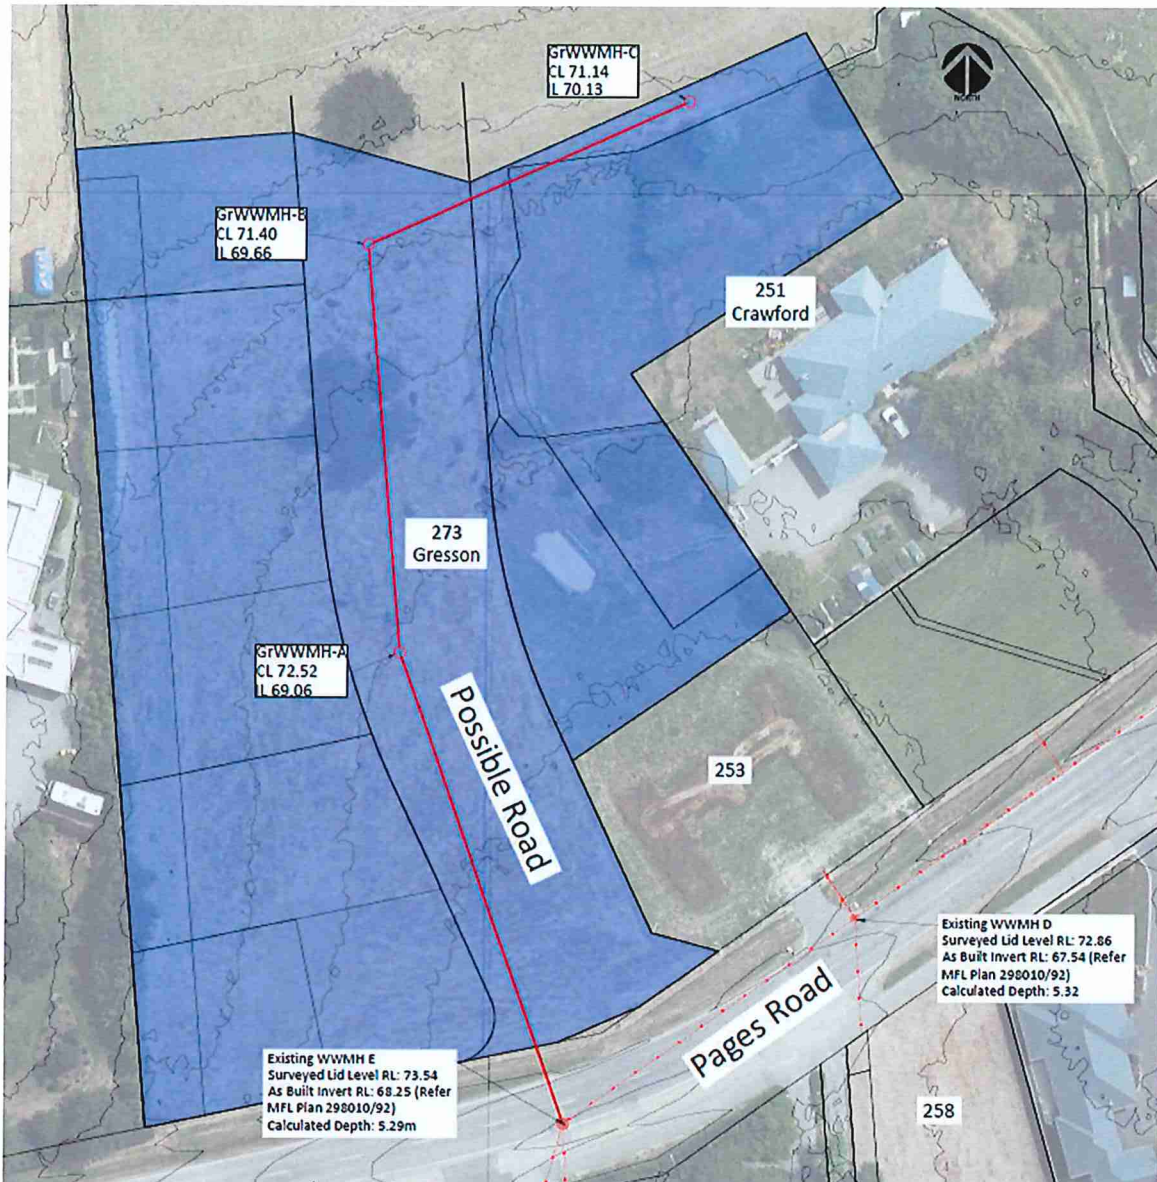 GrWWMH-C
CL 71.14
IL 70.13
NORTH
GrWWMH-B
CL 71.40
IL 69.66
251
Crawford
273
Gresson
GrWWMH-A
CL 72.52
IL 69.06
Possible Road
253
Existing WWMH D
Surveyed Lid Level RL: 72.86
As Built Invert RL: 67.54 (Refer
MFL Plan 298010/92)
Calculated Depth: 5.32
Pages Road
Existing WWMH E
Surveyed Lid Level RL: 73.54
As Built Invert RL: 68.25 (Refer
MFL Plan 298010/92)
Calculated Depth: 5.29m
258